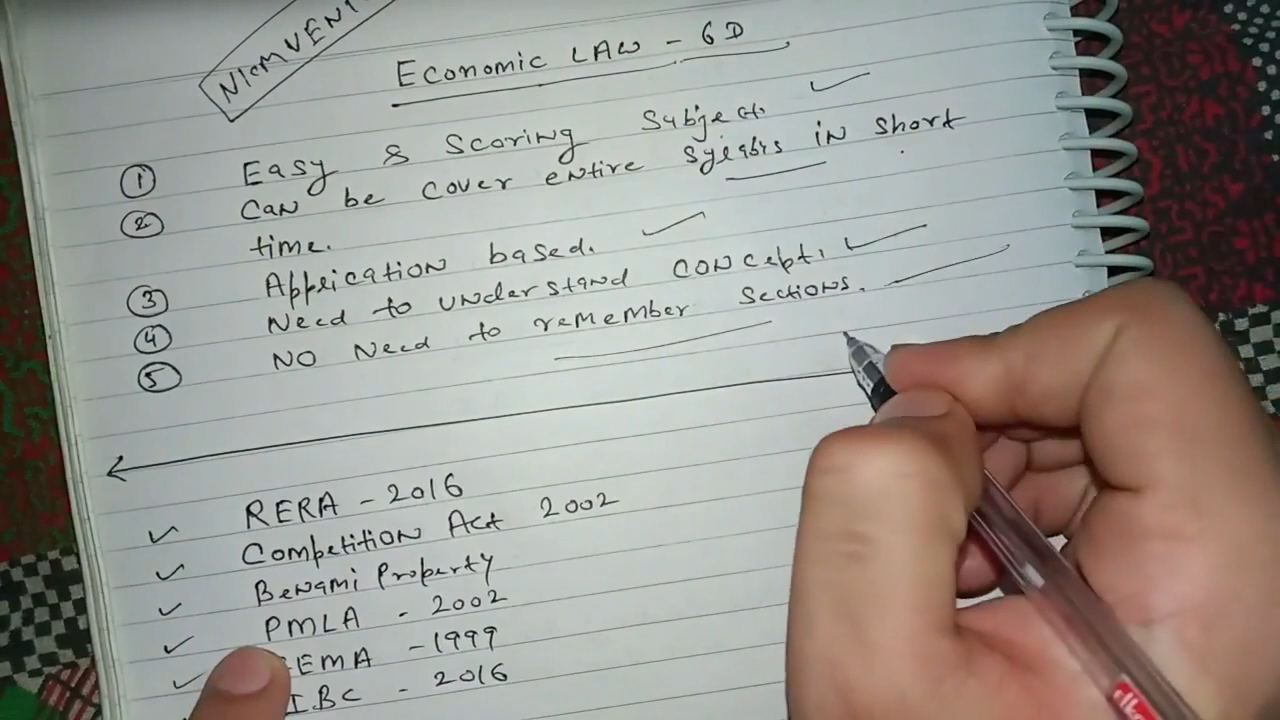 Economic LAW - 6D
① Easy & Scoring Subject.
② Can be cover entire syllabus in short
time.
③ Application based.
④ Need to understand concept.
⑤ NO Need to remember Sections.
RERA - 2016
Competition Act 2002
Benami Property
PMLA - 2002
EMA - 1999
IBC - 2016